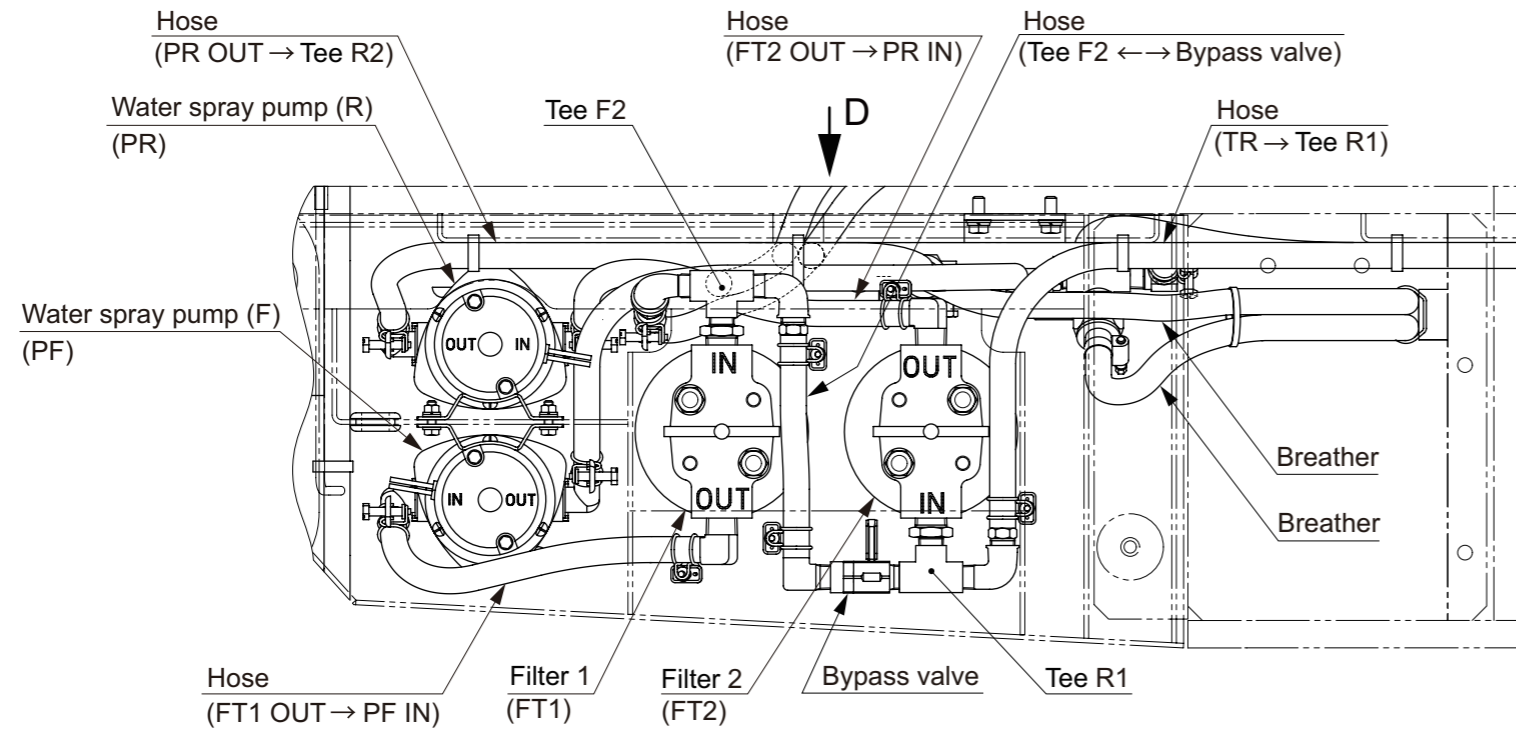 Hose
(PR OUT → Tee R2)
Hose
(FT2 OUT → PR IN)
Hose
(Tee F2 ←→ Bypass valve)
Water spray pump (R)
(PR)
Tee F2
D
Hose
(TR → Tee R1)
Water spray pump (F)
(PF)
OUT IN
IN
OUT
IN OUT
OUT
IN
Breather
Breather
Hose
(FT1 OUT → PF IN)
Filter 1
(FT1)
Filter 2
(FT2)
Bypass valve
Tee R1